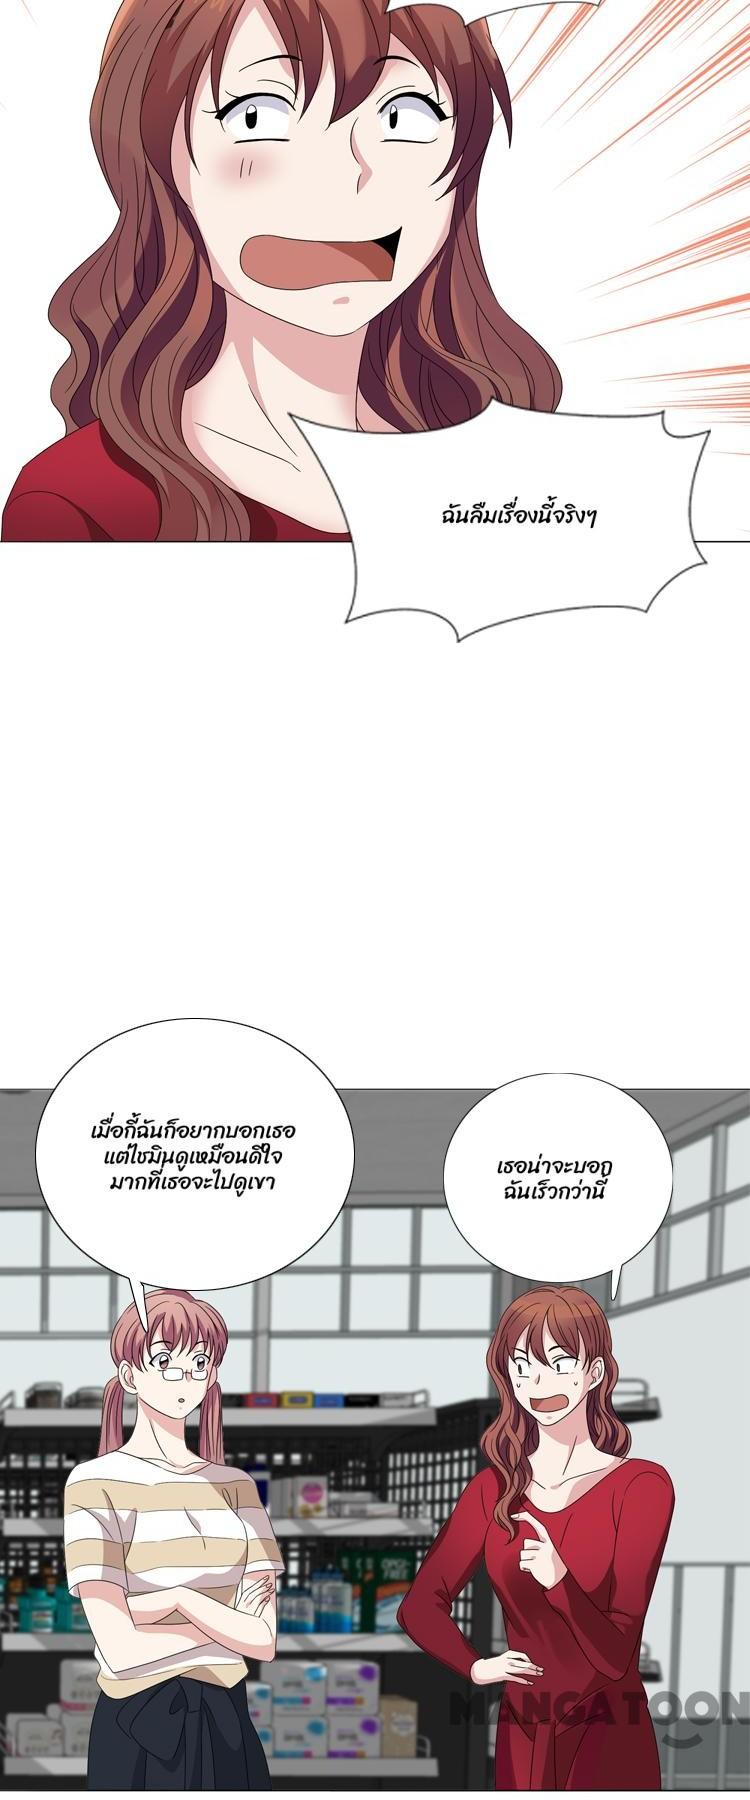 ฉันลืมเรื่องนี้จริงๆ
เมื่อกี้ฉันก็อยากบอกเธอ
แต่ไชมินดูเหมือนดีใจ
มากที่เธอจะไปดูเขา
เธอน่าจะบอก
ฉันเร็วกว่านี้
OPTI-
FREE
MANGATOON